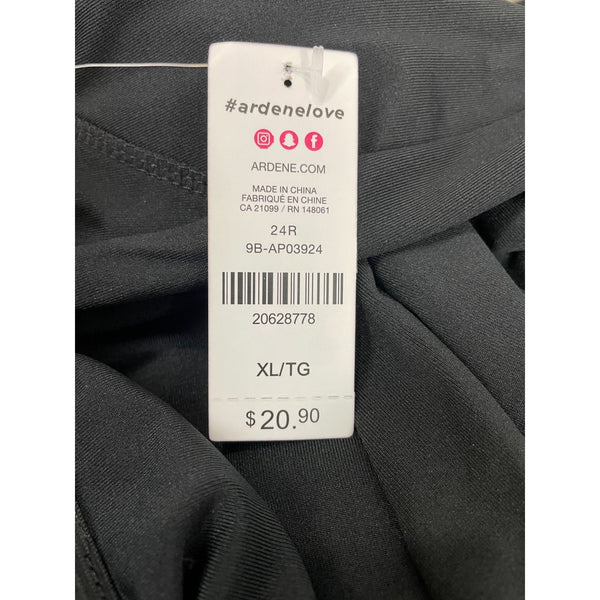 #ardenelove
ARDENE.COM
MADE IN CHINA
FABRIQUÉ EN CHINE
CA 21099 / RN 148061
24R
9B-AP03924
20628778
XL/TG
$20.90